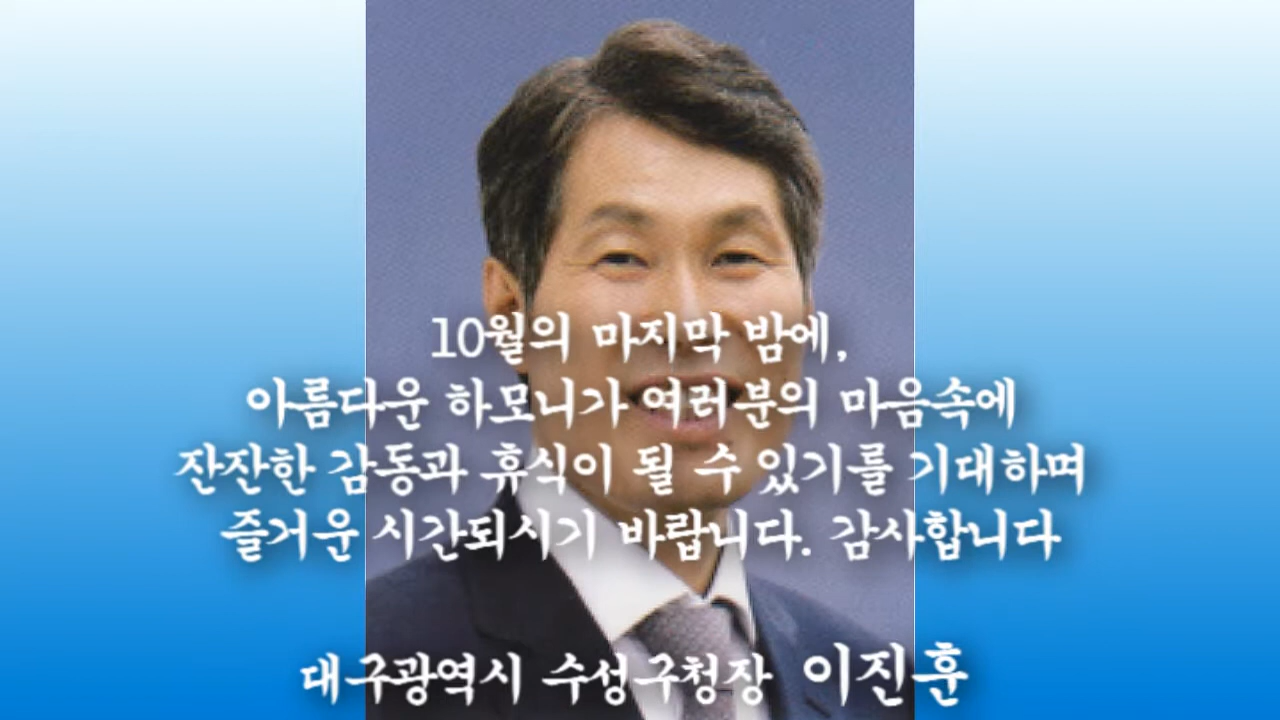 10월의 마지막 밤에,
아름다운 하모니가 여러분의 마음속에
잔잔한 감동과 휴식이 될 수 있기를 기대하며
즐거운 시간되시기 바랍니다. 감사합니다
대구광역시 수성구청장 이진훈